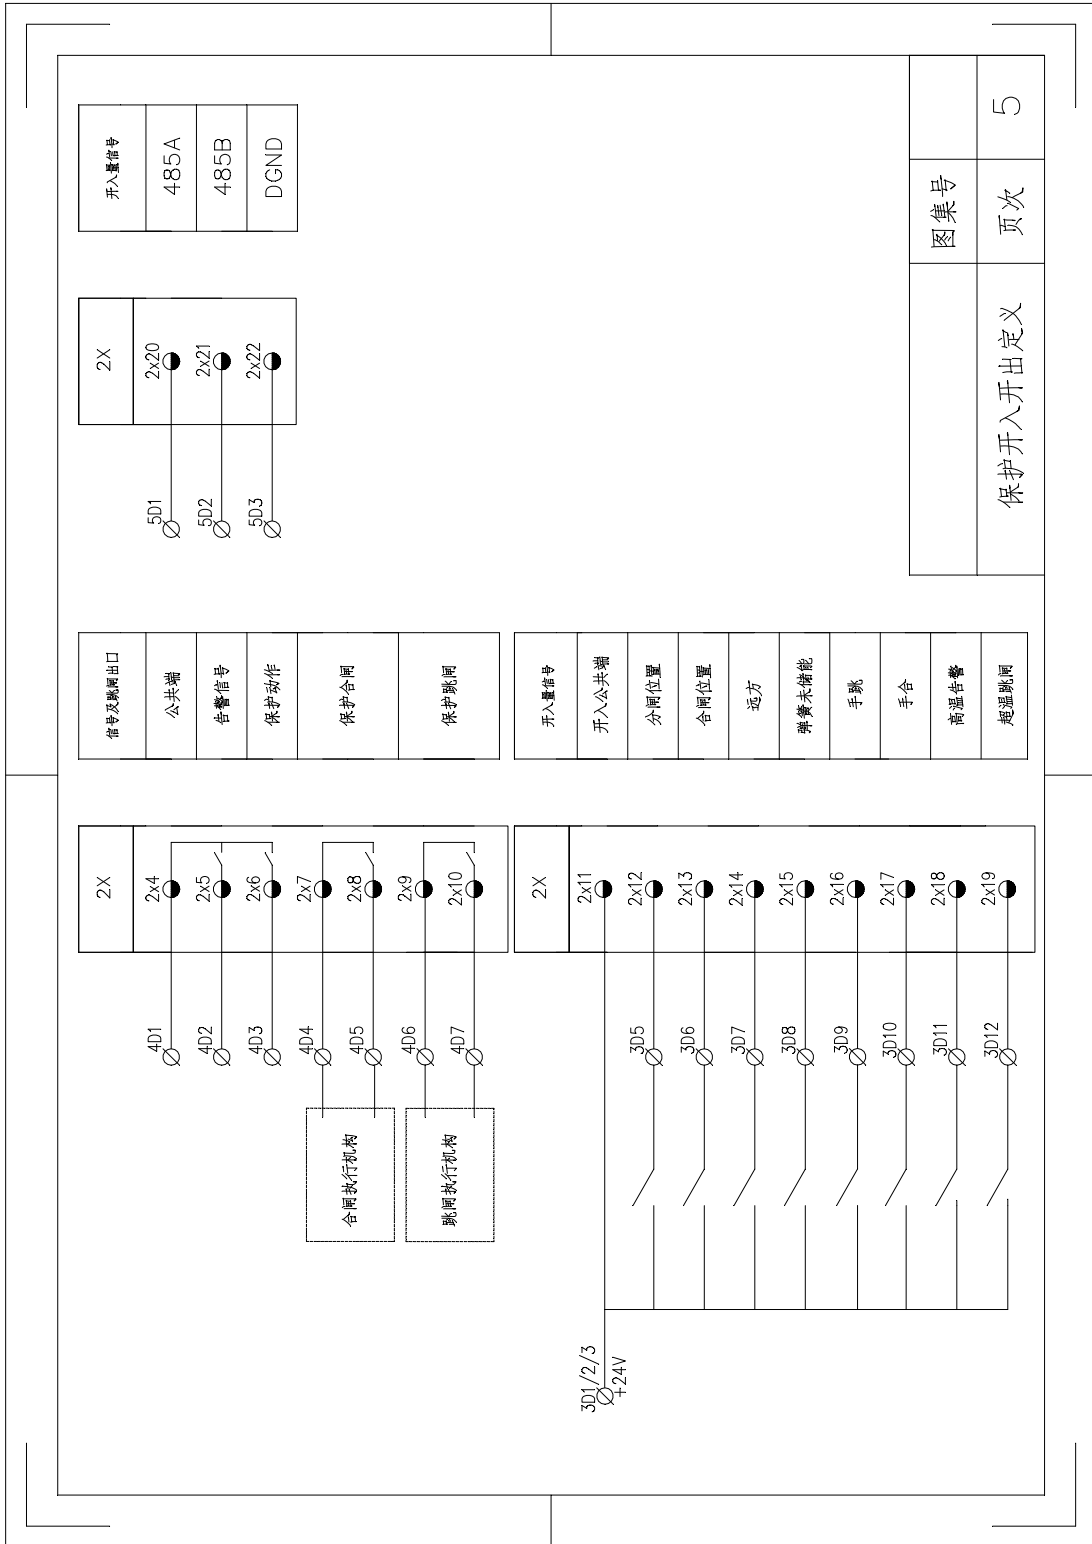 信号及跳闸出口
公共端
告警信号
保护动作
保护合闸
保护跳闸
2X
2x4
2x5
2x6
2x7
2x8
2x9
2x10
4D1
4D2
4D3
4D4
4D5
4D6
4D7
合闸执行机构
跳闸执行机构
开入量信号
485A
485B
DGND
2X
2x20
2x21
2x22
5D1
5D2
5D3
开入量信号
开入公共端
分闸位置
合闸位置
远方
弹簧未储能
手跳
手合
高温告警
超温跳闸
2X
2x11
2x12
2x13
2x14
2x15
2x16
2x17
2x18
2x19
3D5
3D6
3D7
3D8
3D9
3D10
3D11
3D12
3D1/2/3
+24V
图集号
保护开入开出定义
页次
5